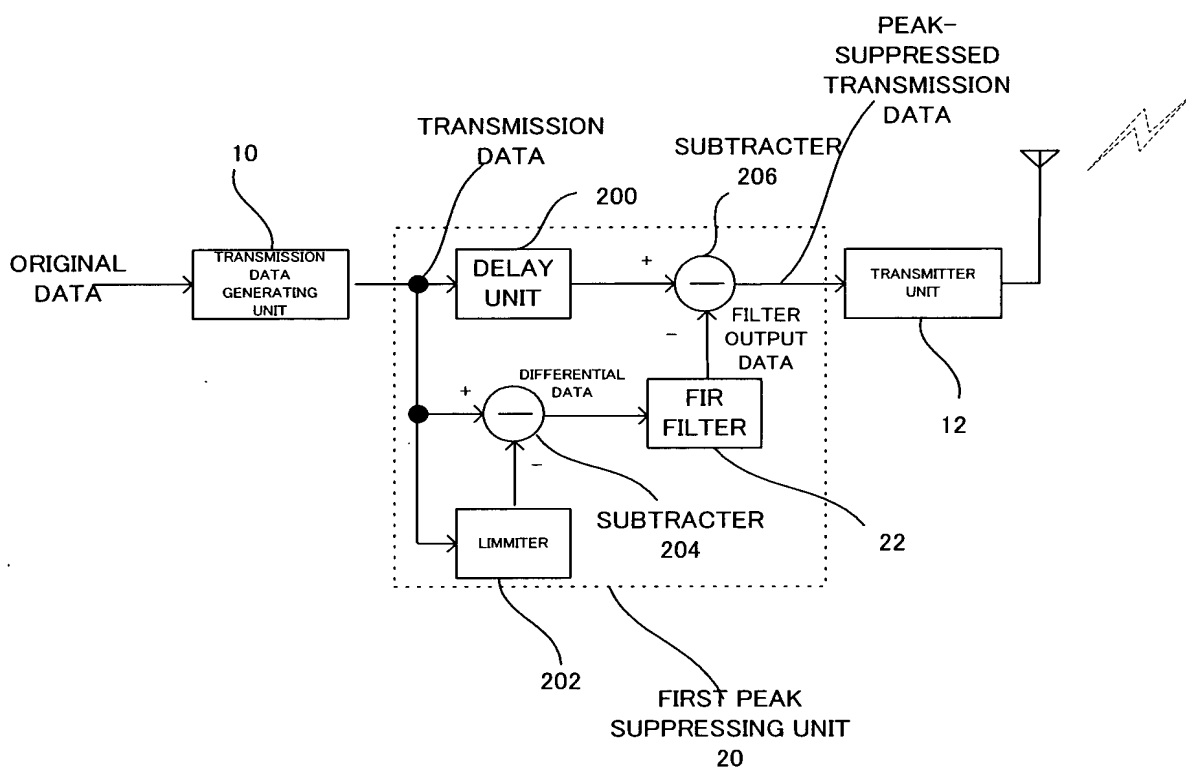 PEAK-
SUPPRESSED
TRANSMISSION
DATA
TRANSMISSION
DATA
SUBTRACTER
206
10
200
ORIGINAL
DATA
TRANSMISSION
DATA
GENERATING
UNIT
DELAY
UNIT
+
−
TRANSMITTER
UNIT
FILTER
OUTPUT
DATA
−
DIFFERENTIAL
DATA
+
−
FIR
FILTER
12
−
SUBTRACTER
204
22
LIMMITER
202
FIRST PEAK
SUPPRESSING UNIT
20